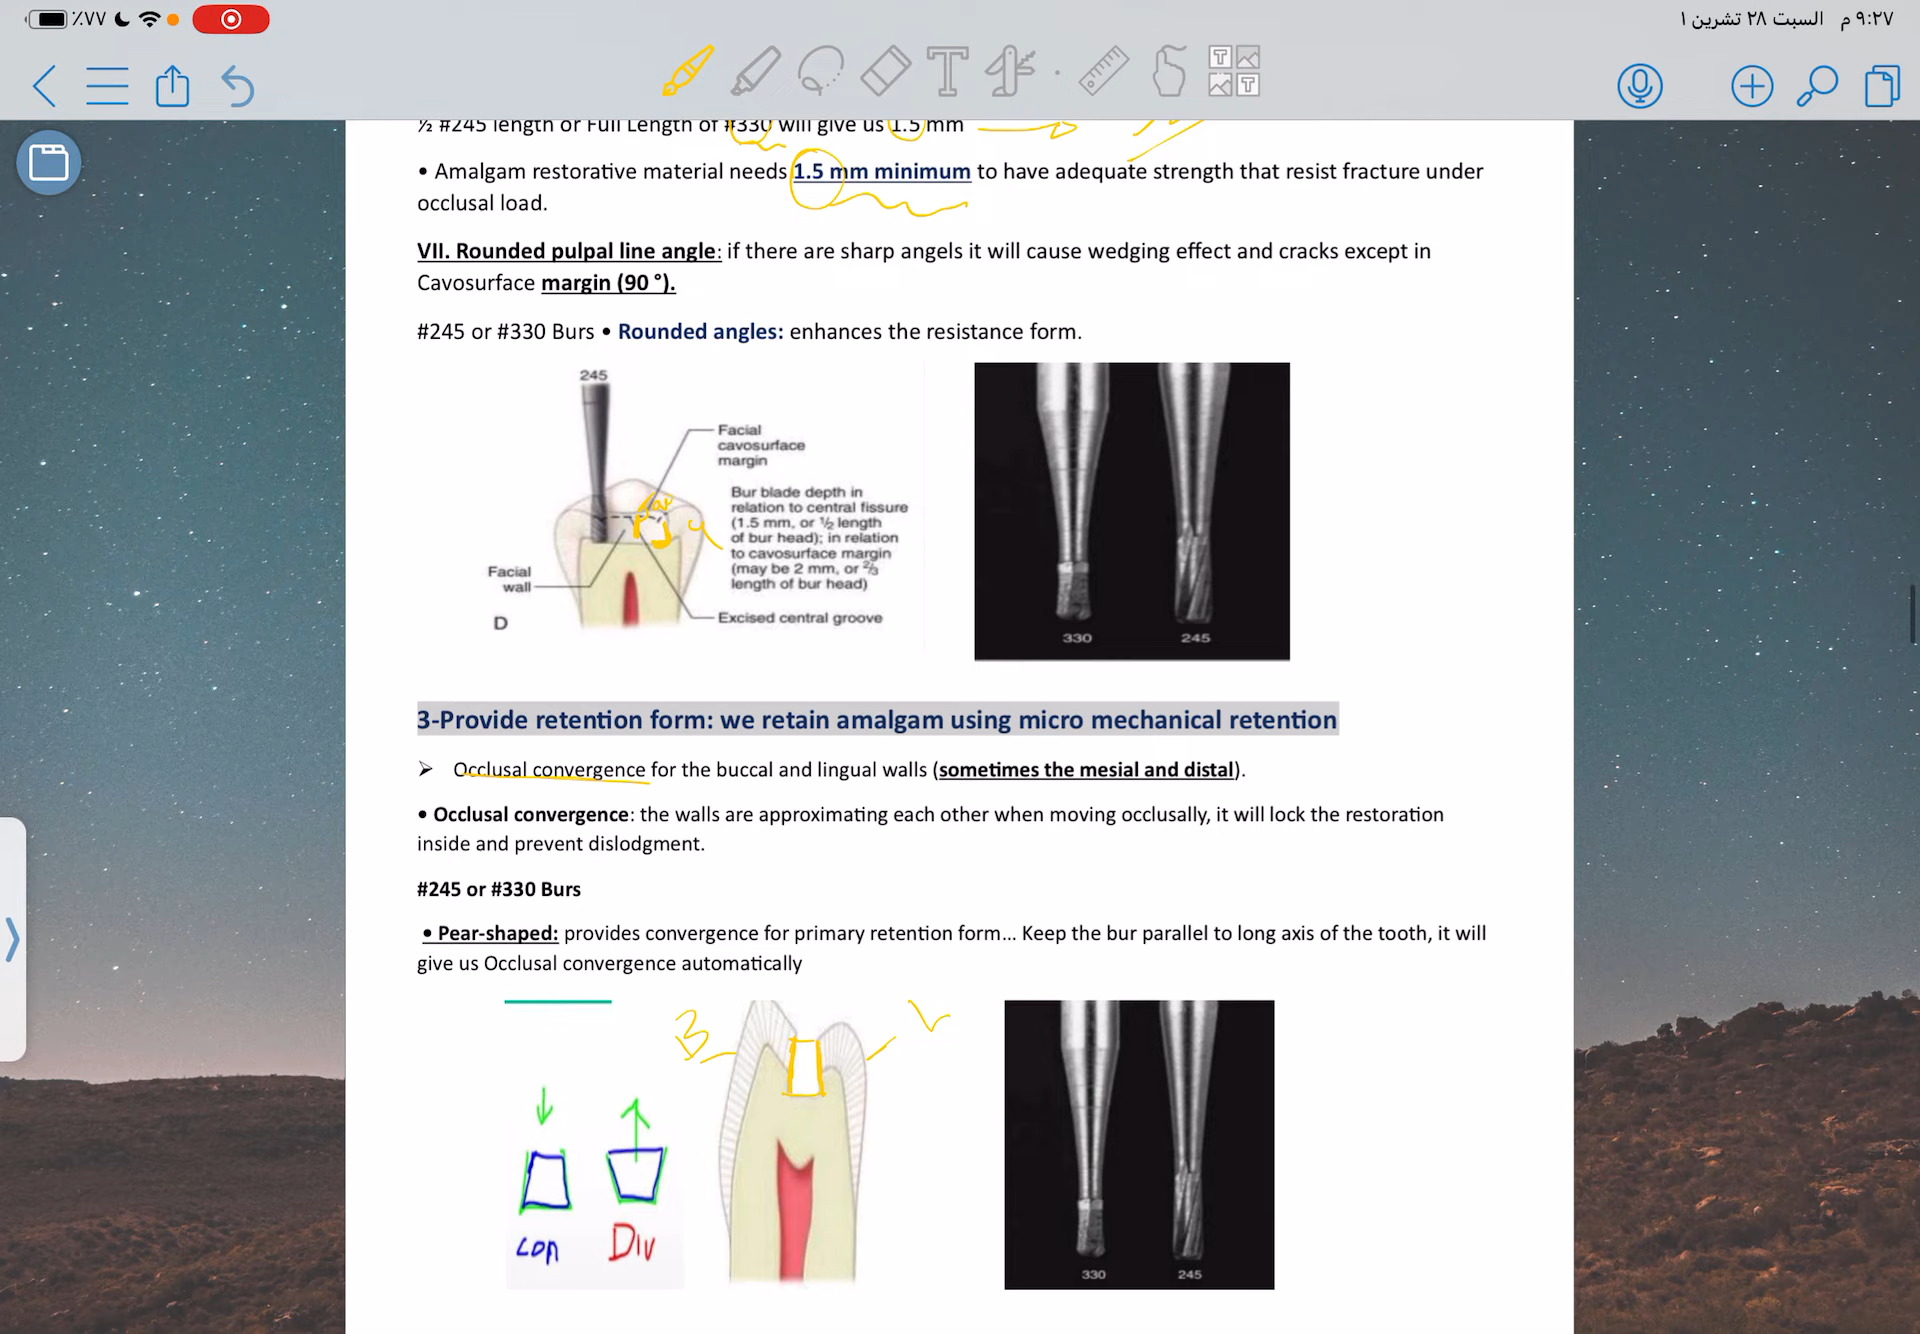 ٪٧٧
٩:٢٧ م السبت ٢٨ تشرين ١
½ #245 length or Full Length of #330 will give us 1.5 mm
• Amalgam restorative material needs 1.5 mm minimum to have adequate strength that resist fracture under
occlusal load.
VII. Rounded pulpal line angle: if there are sharp angels it will cause wedging effect and cracks except in
Cavosurface margin (90 °).
#245 or #330 Burs • Rounded angles: enhances the resistance form.
245
Facial
cavosurface
margin
Bur blade depth in
relation to central fissure
(1.5 mm, or ½ length
of bur head); in relation
to cavosurface margin
(may be 2 mm, or ⅔
length of bur head)
Facial
wall
Excised central groove
D
330 245
3-Provide retention form: we retain amalgam using micro mechanical retention
➢ Occlusal convergence for the buccal and lingual walls (sometimes the mesial and distal).
• Occlusal convergence: the walls are approximating each other when moving occlusally, it will lock the restoration
inside and prevent dislodgment.
#245 or #330 Burs
• Pear-shaped: provides convergence for primary retention form... Keep the bur parallel to long axis of the tooth, it will
give us Occlusal convergence automatically
B L
Con Div
330 245